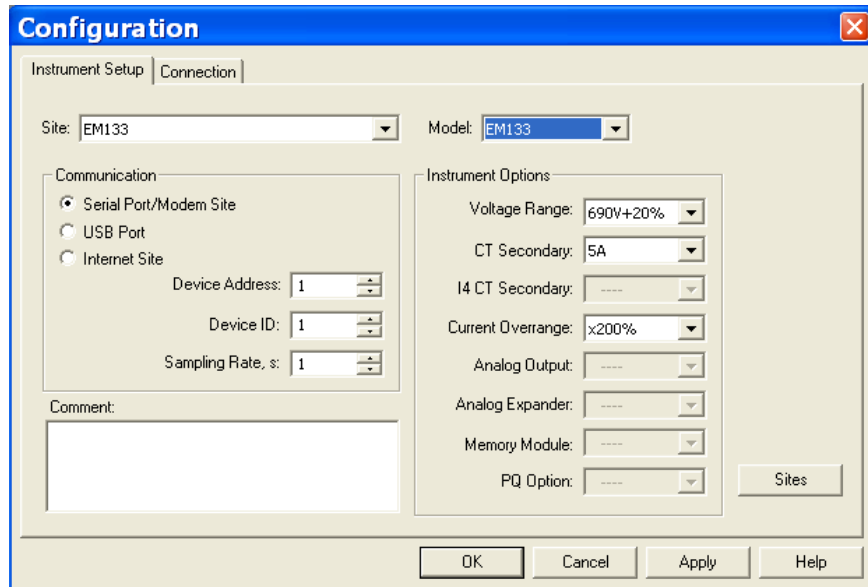 Configuration
Instrument Setup
Connection
Site: EM133
Model: EM133
Communication
Serial Port/Modem Site
USB Port
Internet Site
Device Address: 1
Device ID: 1
Sampling Rate, s: 1
Comment:
Instrument Options
Voltage Range: 690V+20%
CT Secondary: 5A
I4 CT Secondary: ----
Current Overrange: x200%
Analog Output: ----
Analog Expander: ----
Memory Module: ----
PQ Option: ----
Sites
OK
Cancel
Apply
Help